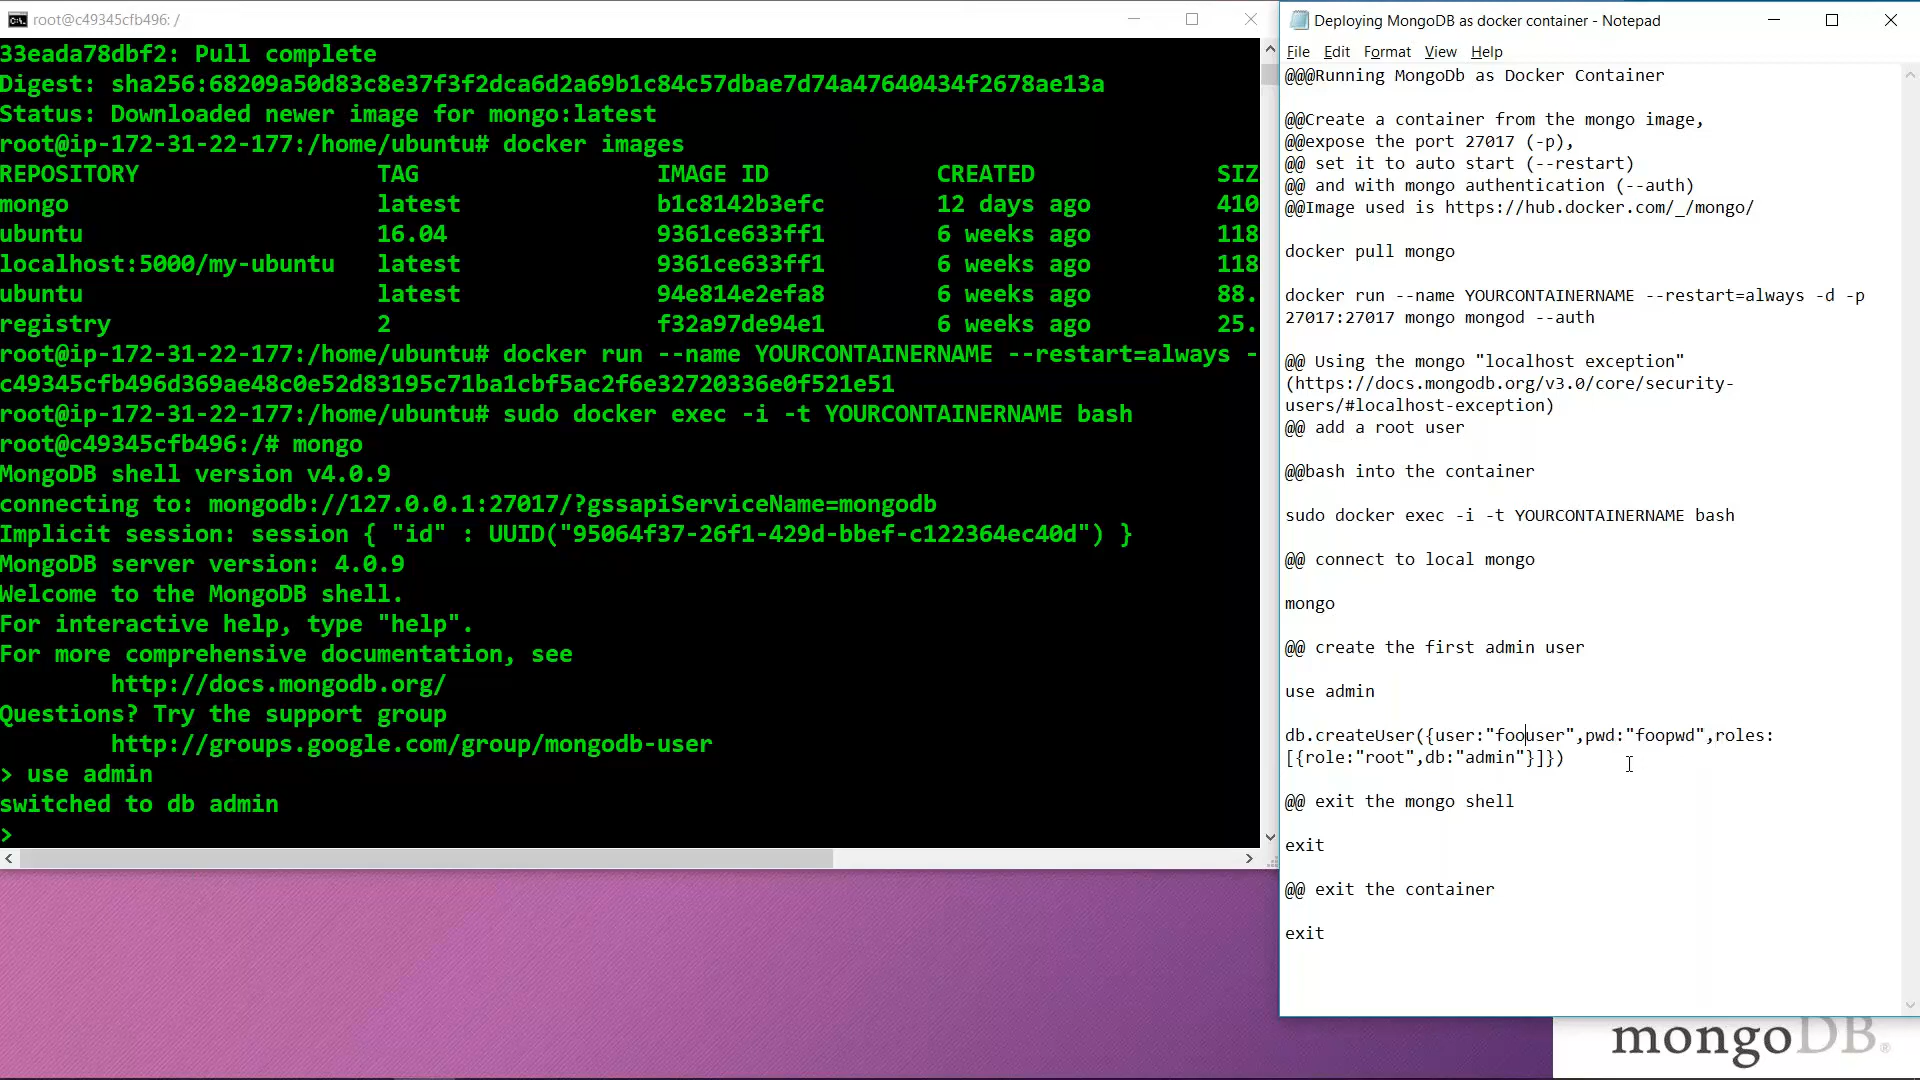 root@c49345cfb496: /
33eada78dbf2: Pull complete
Digest: sha256:68209a50d83c8e37f3f2dca6d2a69b1c84c57dbae7d74a47640434f2678ae13a
Status: Downloaded newer image for mongo:latest
root@ip-172-31-22-177:/home/ubuntu# docker images
REPOSITORY TAG IMAGE ID CREATED SIZ
mongo latest b1c8142b3efc 12 days ago 410
ubuntu 16.04 9361ce633ff1 6 weeks ago 118
localhost:5000/my-ubuntu latest 9361ce633ff1 6 weeks ago 118
ubuntu latest 94e814e2efa8 6 weeks ago 88.
registry 2 f32a97de94e1 6 weeks ago 25.
root@ip-172-31-22-177:/home/ubuntu# docker run --name YOURCONTAINERNAME --restart=always -
c49345cfb496d369ae48c0e52d83195c71ba1cbf5ac2f6e32720336e0f521e51
root@ip-172-31-22-177:/home/ubuntu# sudo docker exec -i -t YOURCONTAINERNAME bash
root@c49345cfb496:/# mongo
MongoDB shell version v4.0.9
connecting to: mongodb://127.0.0.1:27017/?gssapiServiceName=mongodb
Implicit session: session { "id" : UUID("95064f37-26f1-429d-bbef-c122364ec40d") }
MongoDB server version: 4.0.9
Welcome to the MongoDB shell.
For interactive help, type "help".
For more comprehensive documentation, see
http://docs.mongodb.org/
Questions? Try the support group
http://groups.google.com/group/mongodb-user
> use admin
switched to db admin
>
Deploying MongoDB as docker container - Notepad
File Edit Format View Help
@@@Running MongoDb as Docker Container
@@Create a container from the mongo image,
@@expose the port 27017 (-p),
@@ set it to auto start (--restart)
@@ and with mongo authentication (--auth)
@@Image used is https://hub.docker.com/_/mongo/
docker pull mongo
docker run --name YOURCONTAINERNAME --restart=always -d -p
27017:27017 mongo mongod --auth
@@ Using the mongo "localhost exception"
(https://docs.mongodb.org/v3.0/core/security-
users/#localhost-exception)
@@ add a root user
@@bash into the container
sudo docker exec -i -t YOURCONTAINERNAME bash
@@ connect to local mongo
mongo
@@ create the first admin user
use admin
db.createUser({user:"foouser",pwd:"foopwd",roles:
[{role:"root",db:"admin"}]})
@@ exit the mongo shell
exit
@@ exit the container
exit
mongoDB®